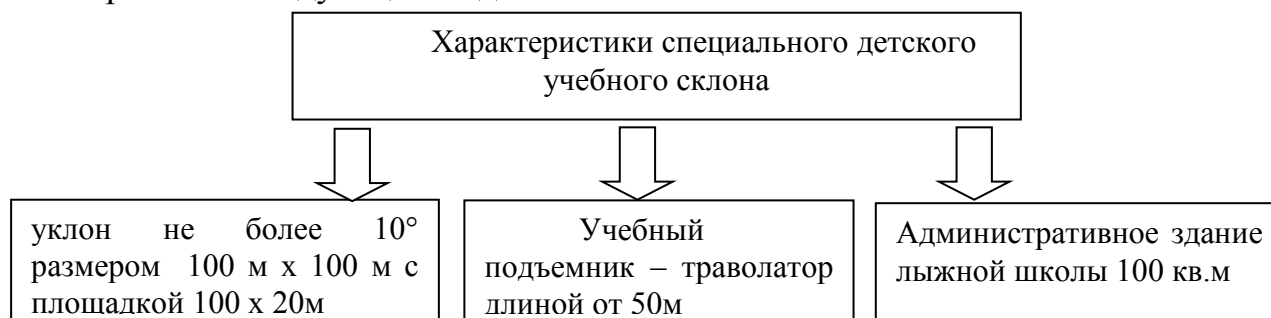 Характеристики специального детского
учебного склона
уклон не более 10°
размером 100 м х 100 м с
площадкой 100 х 20м
Учебный
подъемник – траволатор
длиной от 50м
Административное здание
лыжной школы 100 кв.м